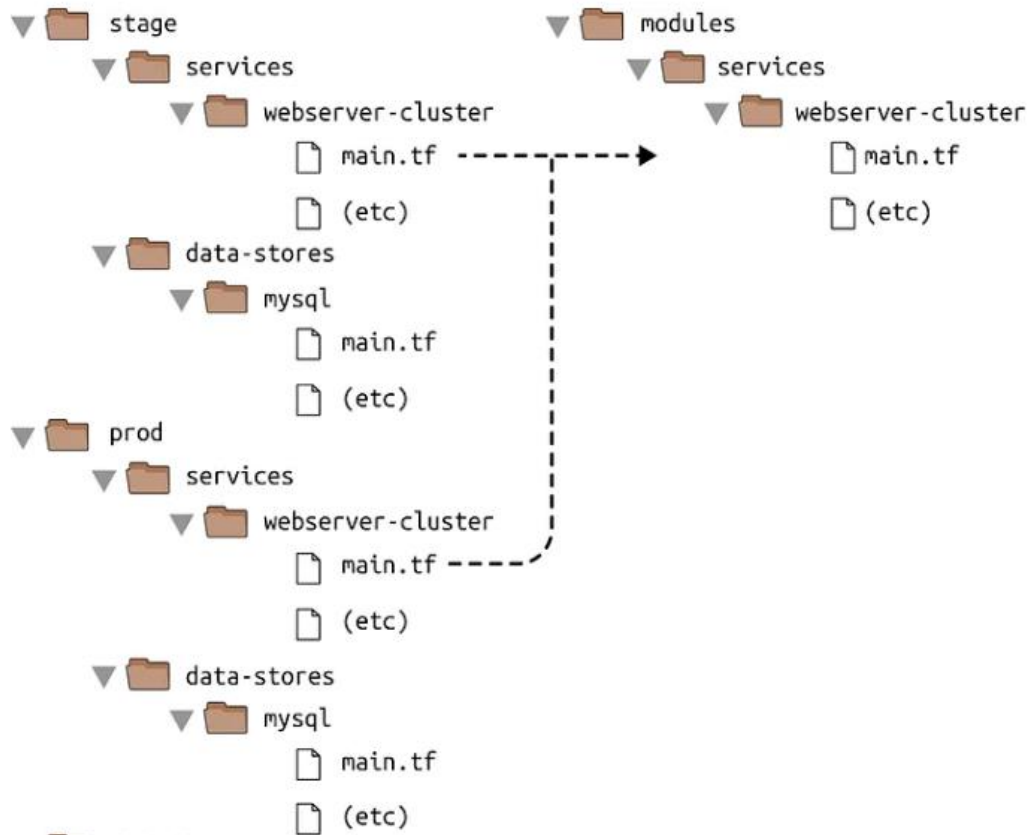 stage
services
webserver-cluster
main.tf
(etc)
data-stores
mysql
main.tf
(etc)
prod
services
webserver-cluster
main.tf
(etc)
data-stores
mysql
main.tf
(etc)
modules
services
webserver-cluster
main.tf
(etc)